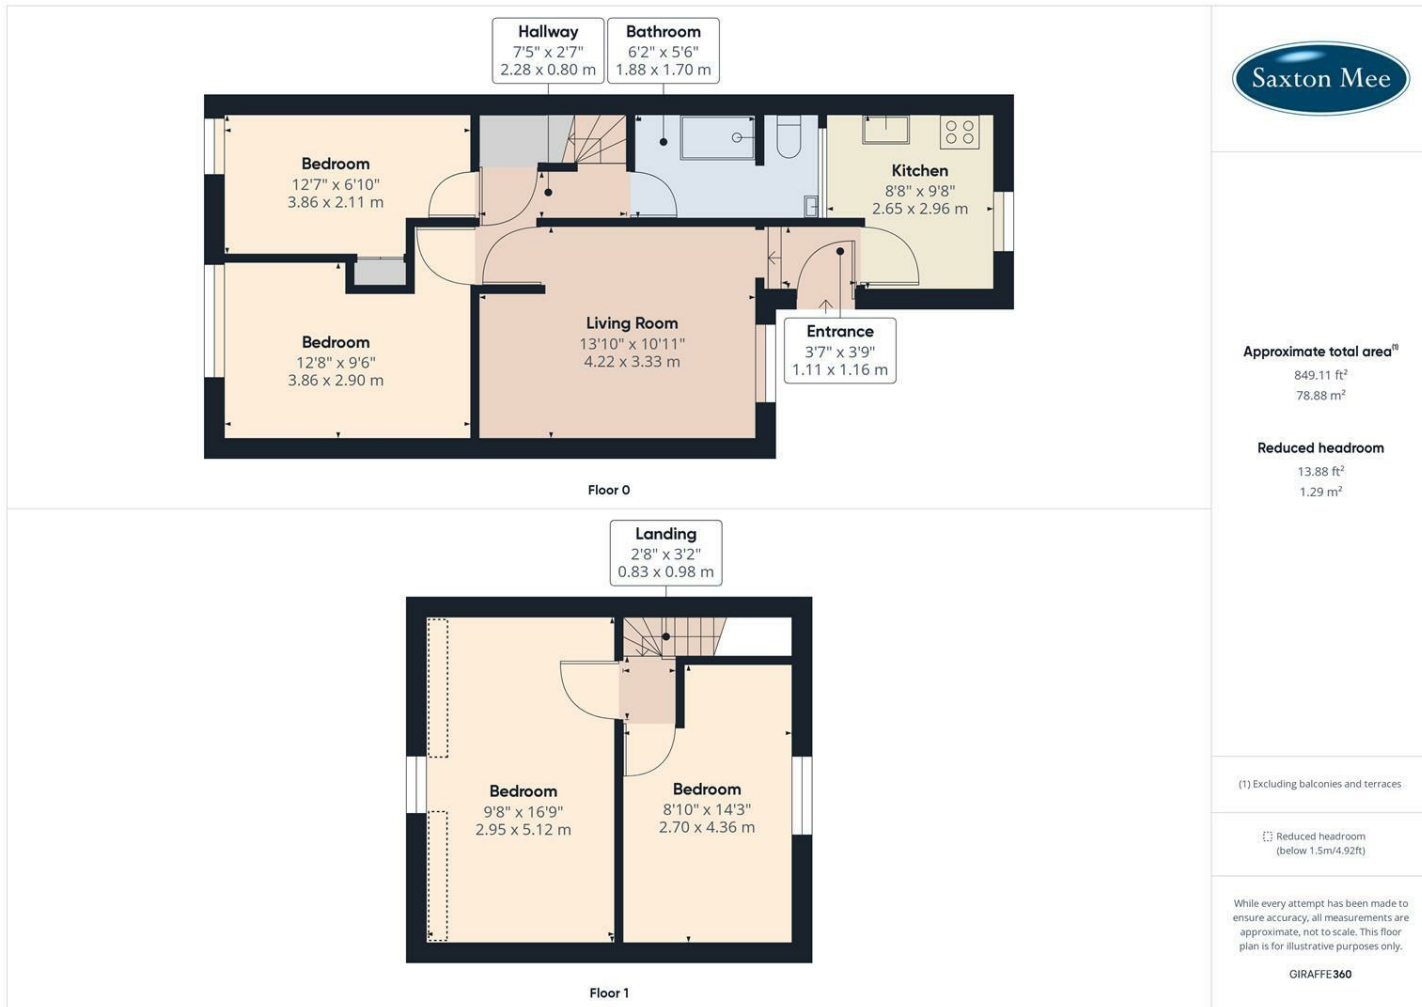 Hallway
7'5" x 2'7"
2.28 x 0.80 m
Bathroom
6'2" x 5'6"
1.88 x 1.70 m
Bedroom
12'7" x 6'10"
3.86 x 2.11 m
Kitchen
8'8" x 9'8"
2.65 x 2.96 m
Bedroom
12'8" x 9'6"
3.86 x 2.90 m
Living Room
13'10" x 10'11"
4.22 x 3.33 m
Entrance
3'7" x 3'9"
1.11 x 1.16 m
Floor 0
Landing
2'8" x 3'2"
0.83 x 0.98 m
Bedroom
9'8" x 16'9"
2.95 x 5.12 m
Bedroom
8'10" x 14'3"
2.70 x 4.36 m
Floor 1
Saxton Mee
Approximate total area⁽¹⁾
849.11 ft²
78.88 m²
Reduced headroom
13.88 ft²
1.29 m²
(1) Excluding balconies and terraces
Reduced headroom
(below 1.5m/4.92ft)
While every attempt has been made to
ensure accuracy, all measurements are
approximate, not to scale. This floor
plan is for illustrative purposes only.
GIRAFFE360